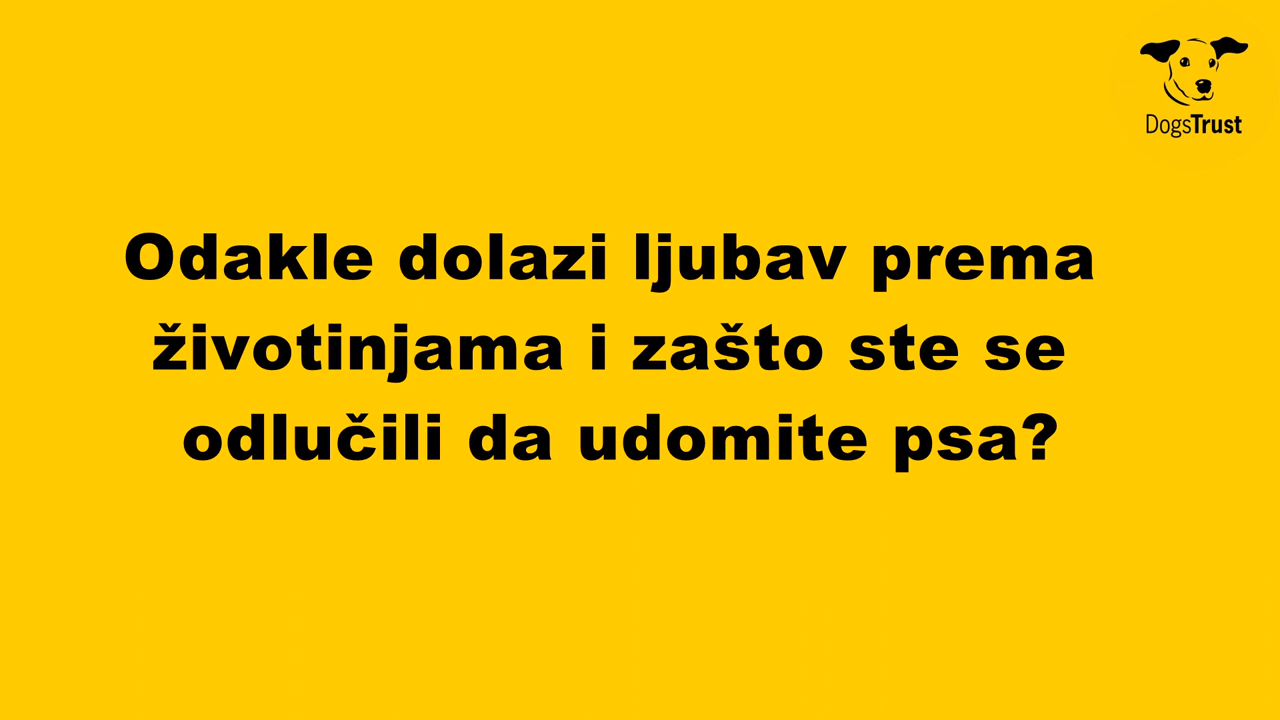 DogsTrust
Odakle dolazi ljubav prema
životinjama i zašto ste se
odlučili da udomite psa?